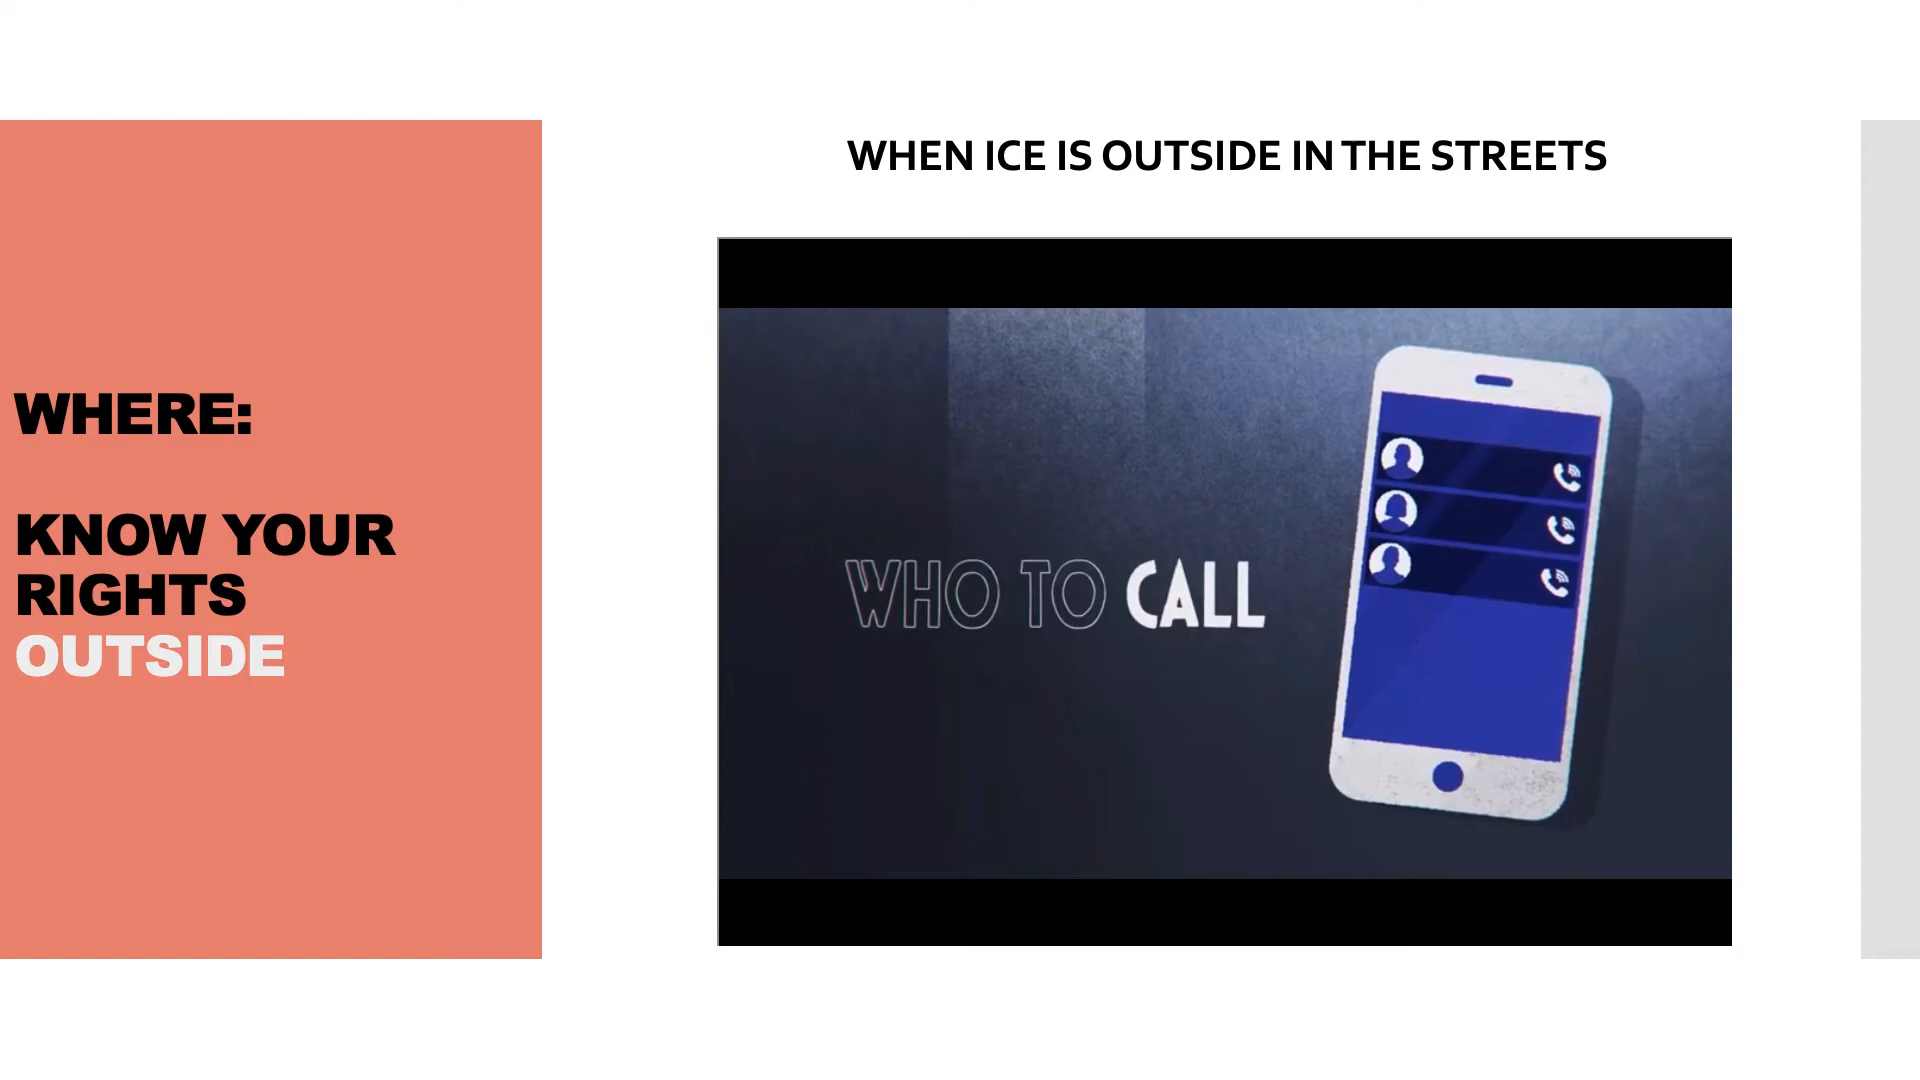 WHERE:
KNOW YOUR
RIGHTS
OUTSIDE
WHEN ICE IS OUTSIDE IN THE STREETS
WHO TO CALL